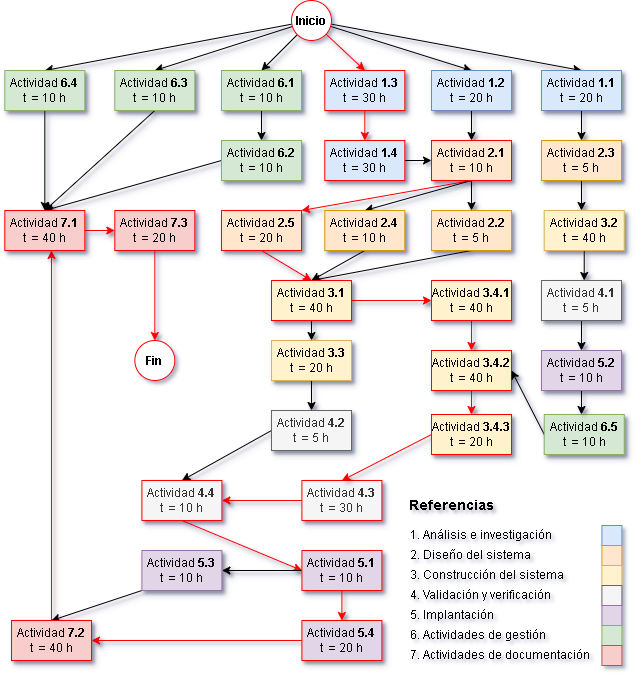 Inicio
Actividad 6.4
t = 10 h
Actividad 6.3
t = 10 h
Actividad 6.1
t = 10 h
Actividad 1.3
t = 30 h
Actividad 1.2
t = 20 h
Actividad 1.1
t = 20 h
Actividad 6.2
t = 10 h
Actividad 1.4
t = 30 h
Actividad 2.1
t = 10 h
Actividad 2.3
t = 5 h
Actividad 7.1
t = 40 h
Actividad 7.3
t = 20 h
Actividad 2.5
t = 20 h
Actividad 2.4
t = 10 h
Actividad 2.2
t = 5 h
Actividad 3.2
t = 40 h
Actividad 3.1
t = 40 h
Actividad 3.4.1
t = 40 h
Actividad 4.1
t = 5 h
Fin
Actividad 3.3
t = 20 h
Actividad 3.4.2
t = 40 h
Actividad 5.2
t = 10 h
Actividad 4.2
t = 5 h
Actividad 3.4.3
t = 20 h
Actividad 6.5
t = 10 h
Actividad 4.4
t = 10 h
Actividad 4.3
t = 30 h
Actividad 5.3
t = 10 h
Actividad 5.1
t = 10 h
Actividad 7.2
t = 40 h
Actividad 5.4
t = 20 h
Referencias
1. Análisis e investigación
2. Diseño del sistema
3. Construcción del sistema
4. Validación y verificación
5. Implantación
6. Actividades de gestión
7. Actividades de documentación